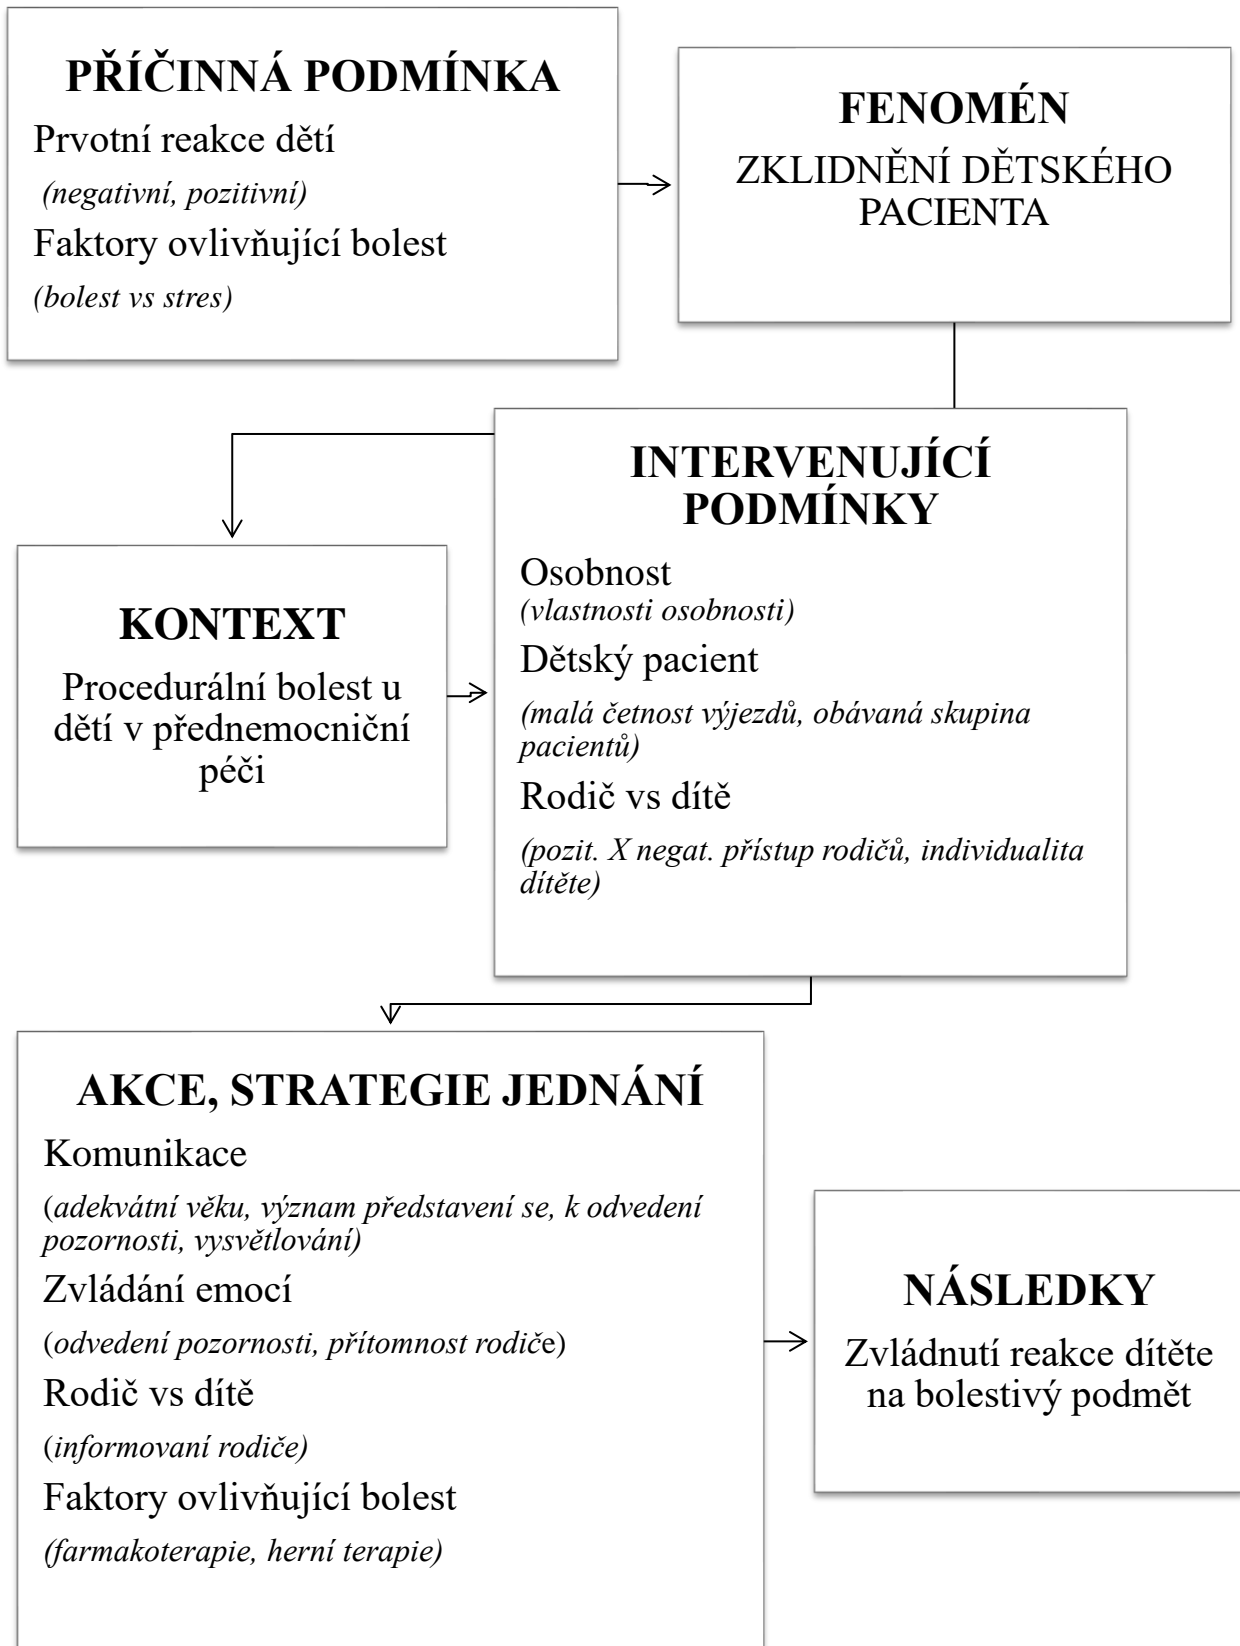 PŘÍČINNÁ PODMÍNKA
Prvotní reakce dětí
(negativní, pozitivní)
Faktory ovlivňující bolest
(bolest vs stres)
FENOMÉN
ZKLIDNĚNÍ DĚTSKÉHO
PACIENTA
KONTEXT
Procedurální bolest u
dětí v přednemocniční
péči
INTERVENUJÍCÍ
PODMÍNKY
Osobnost
(vlastnosti osobnosti)
Dětský pacient
(malá četnost výjezdů, obávaná skupina
pacientů)
Rodič vs dítě
(pozit. X negat. přístup rodičů, individualita
dítěte)
AKCE, STRATEGIE JEDNÁNÍ
Komunikace
(adekvátní věku, význam představení se, k odvedení
pozornosti, vysvětlování)
Zvládání emocí
(odvedení pozornosti, přítomnost rodiče)
Rodič vs dítě
(informovaní rodiče)
Faktory ovlivňující bolest
(farmakoterapie, herní terapie)
NÁSLEDKY
Zvládnutí reakce dítěte
na bolestivý podmět